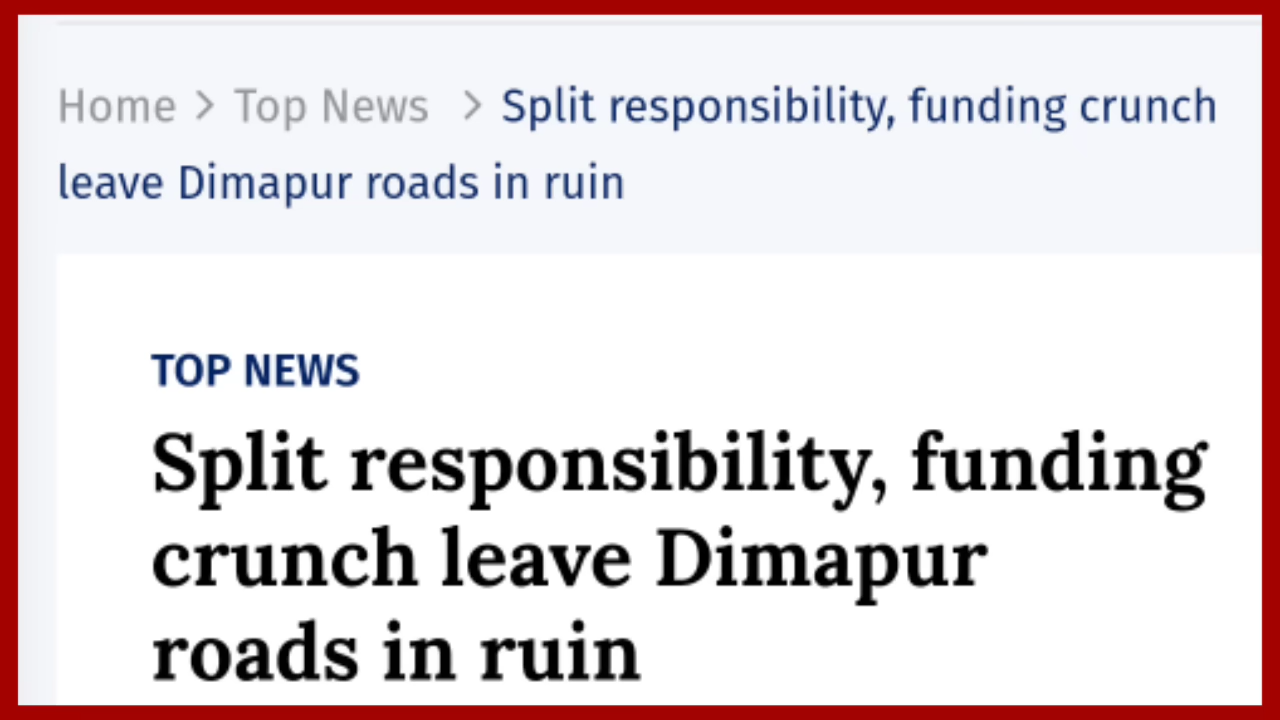 Home > Top News > Split responsibility, funding crunch
leave Dimapur roads in ruin
TOP NEWS
Split responsibility, funding
crunch leave Dimapur
roads in ruin